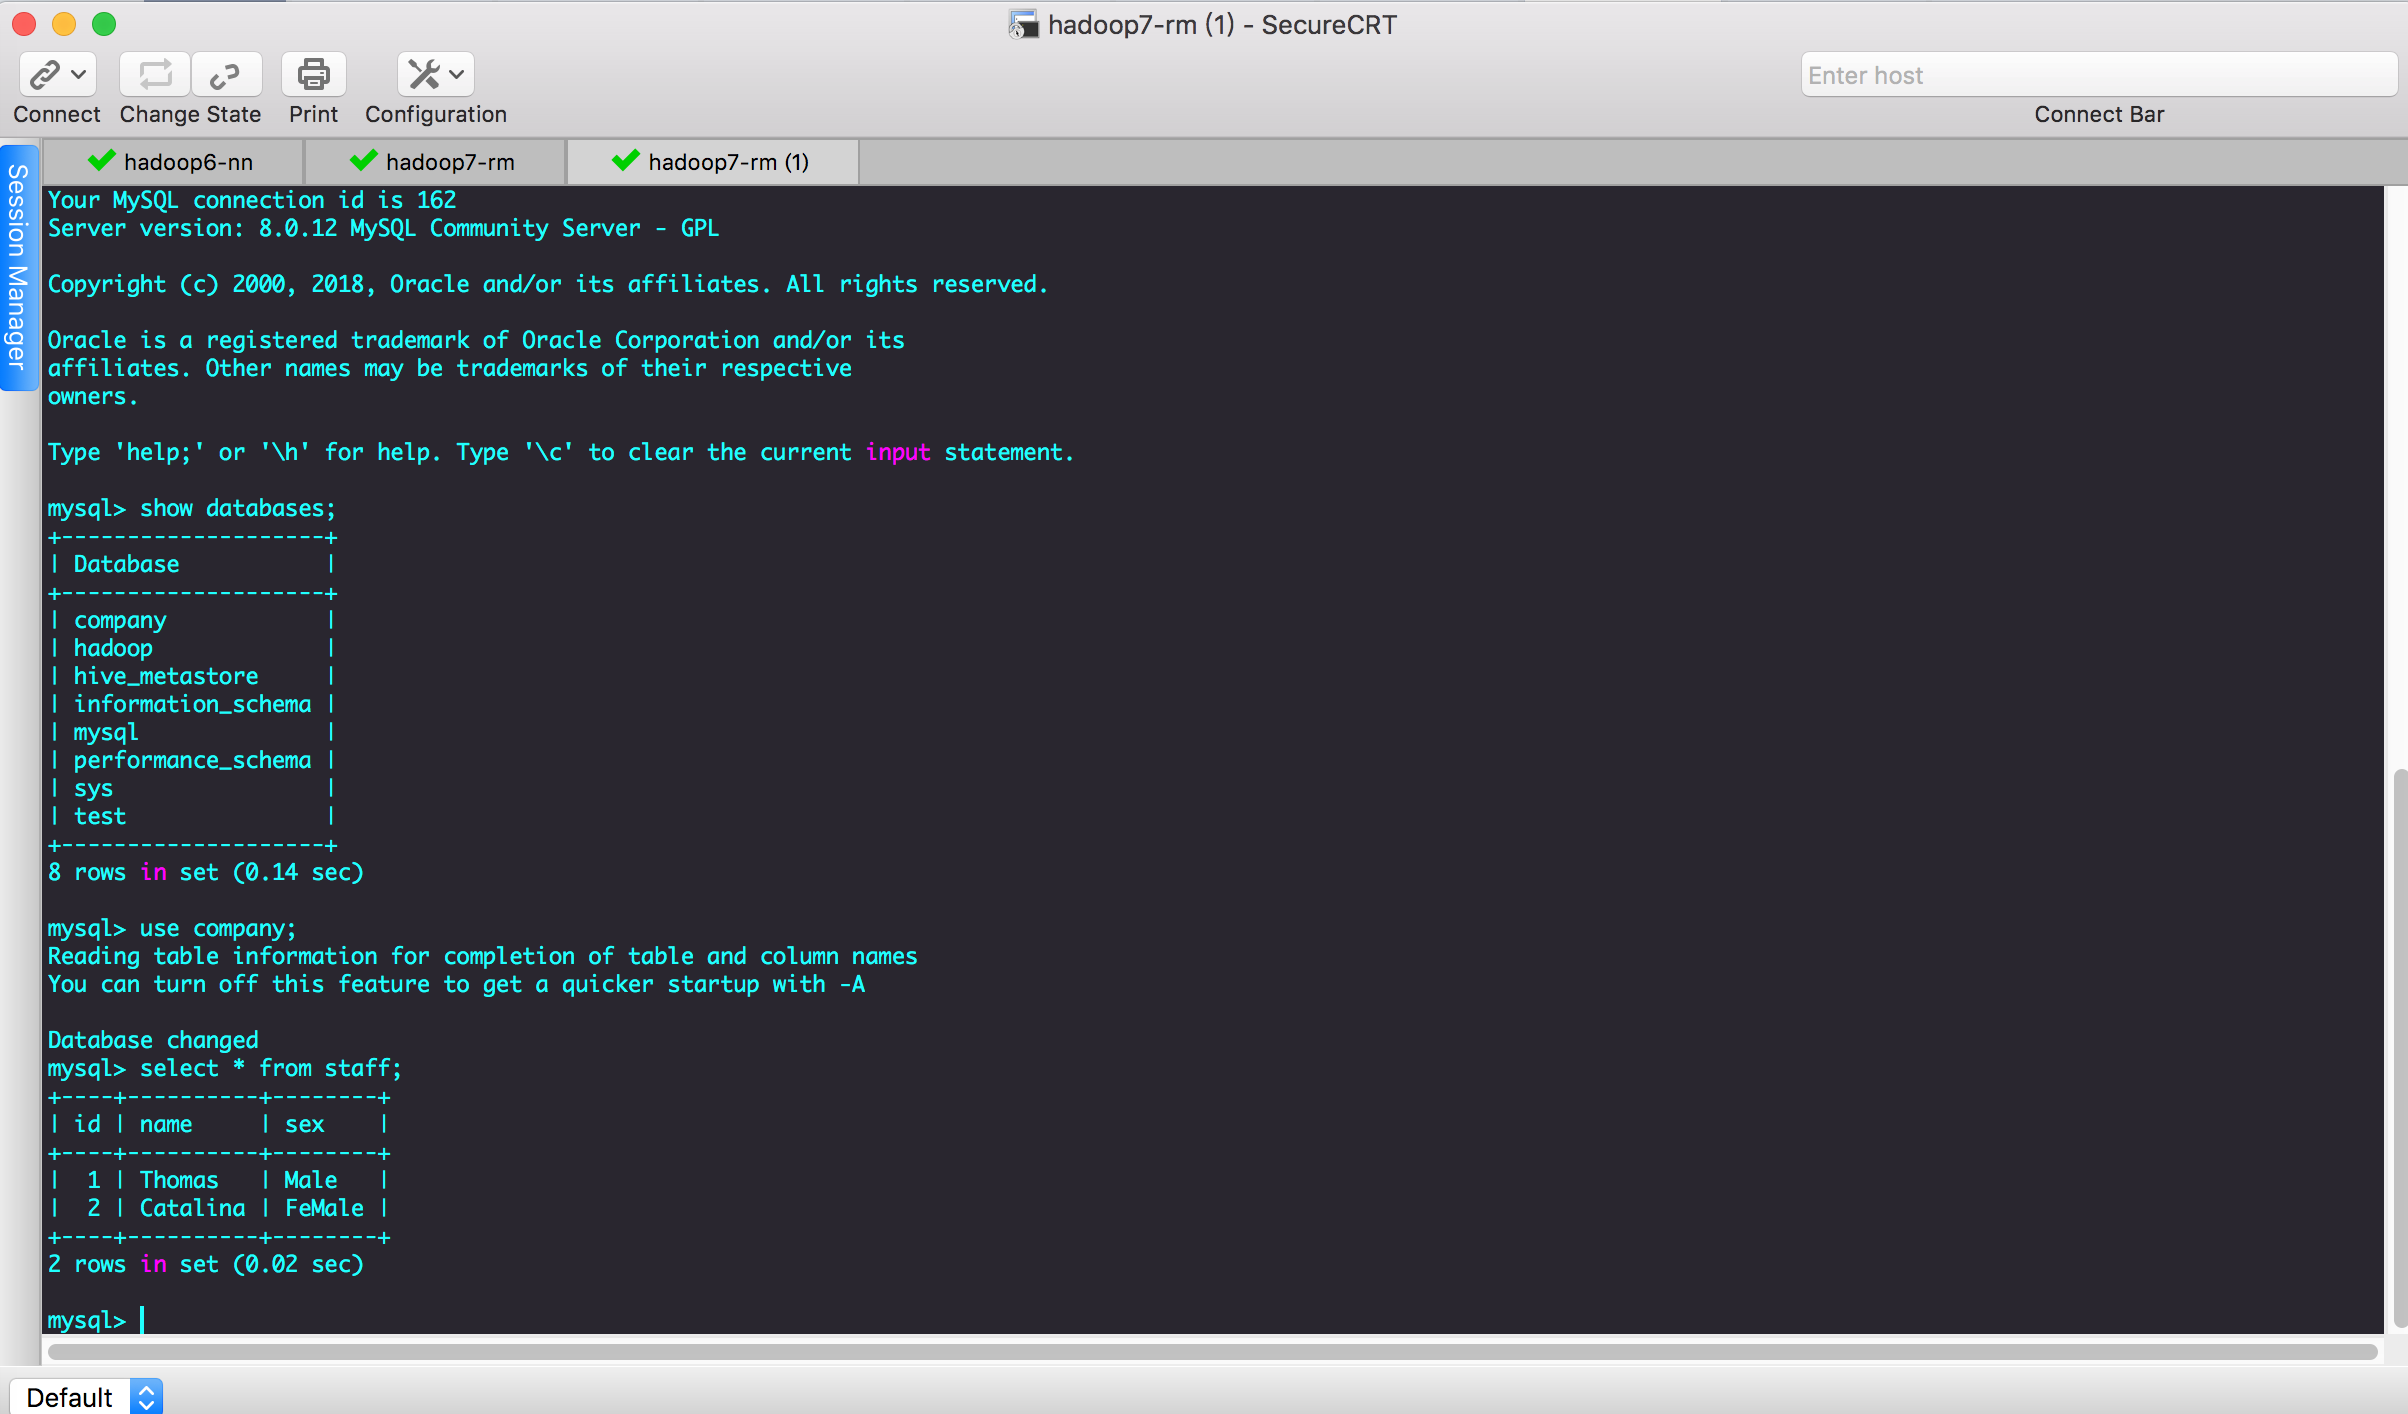 hadoop7-rm (1) - SecureCRT
Enter host
Connect
Change State
Print
Configuration
Connect Bar
Session Manager
hadoop6-nn
hadoop7-rm
hadoop7-rm (1)
Your MySQL connection id is 162
Server version: 8.0.12 MySQL Community Server - GPL
Copyright (c) 2000, 2018, Oracle and/or its affiliates. All rights reserved.
Oracle is a registered trademark of Oracle Corporation and/or its
affiliates. Other names may be trademarks of their respective
owners.
Type 'help;' or '\h' for help. Type '\c' to clear the current input statement.
mysql> show databases;
+--------------------+
| Database           |
+--------------------+
| company            |
| hadoop             |
| hive_metastore     |
| information_schema |
| mysql              |
| performance_schema |
| sys                |
| test               |
+--------------------+
8 rows in set (0.14 sec)
mysql> use company;
Reading table information for completion of table and column names
You can turn off this feature to get a quicker startup with -A
Database changed
mysql> select * from staff;
+----+----------+--------+
| id | name     | sex    |
+----+----------+--------+
|  1 | Thomas   | Male   |
|  2 | Catalina | FeMale |
+----+----------+--------+
2 rows in set (0.02 sec)
mysql>
Default